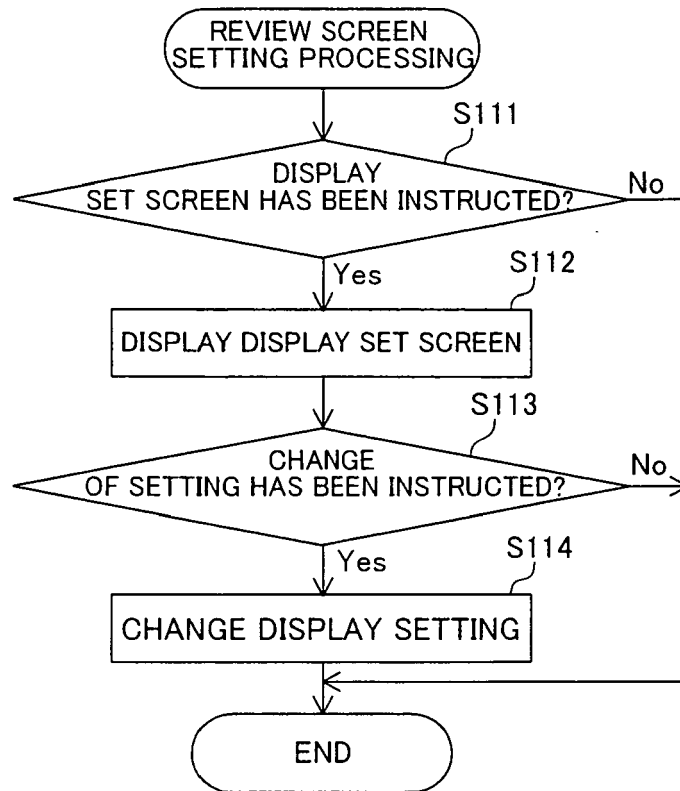 REVIEW SCREEN
SETTING PROCESSING
S111
DISPLAY
SET SCREEN HAS BEEN INSTRUCTED?
No
Yes
S112
DISPLAY DISPLAY SET SCREEN
S113
CHANGE
OF SETTING HAS BEEN INSTRUCTED?
No
Yes
S114
CHANGE DISPLAY SETTING
END